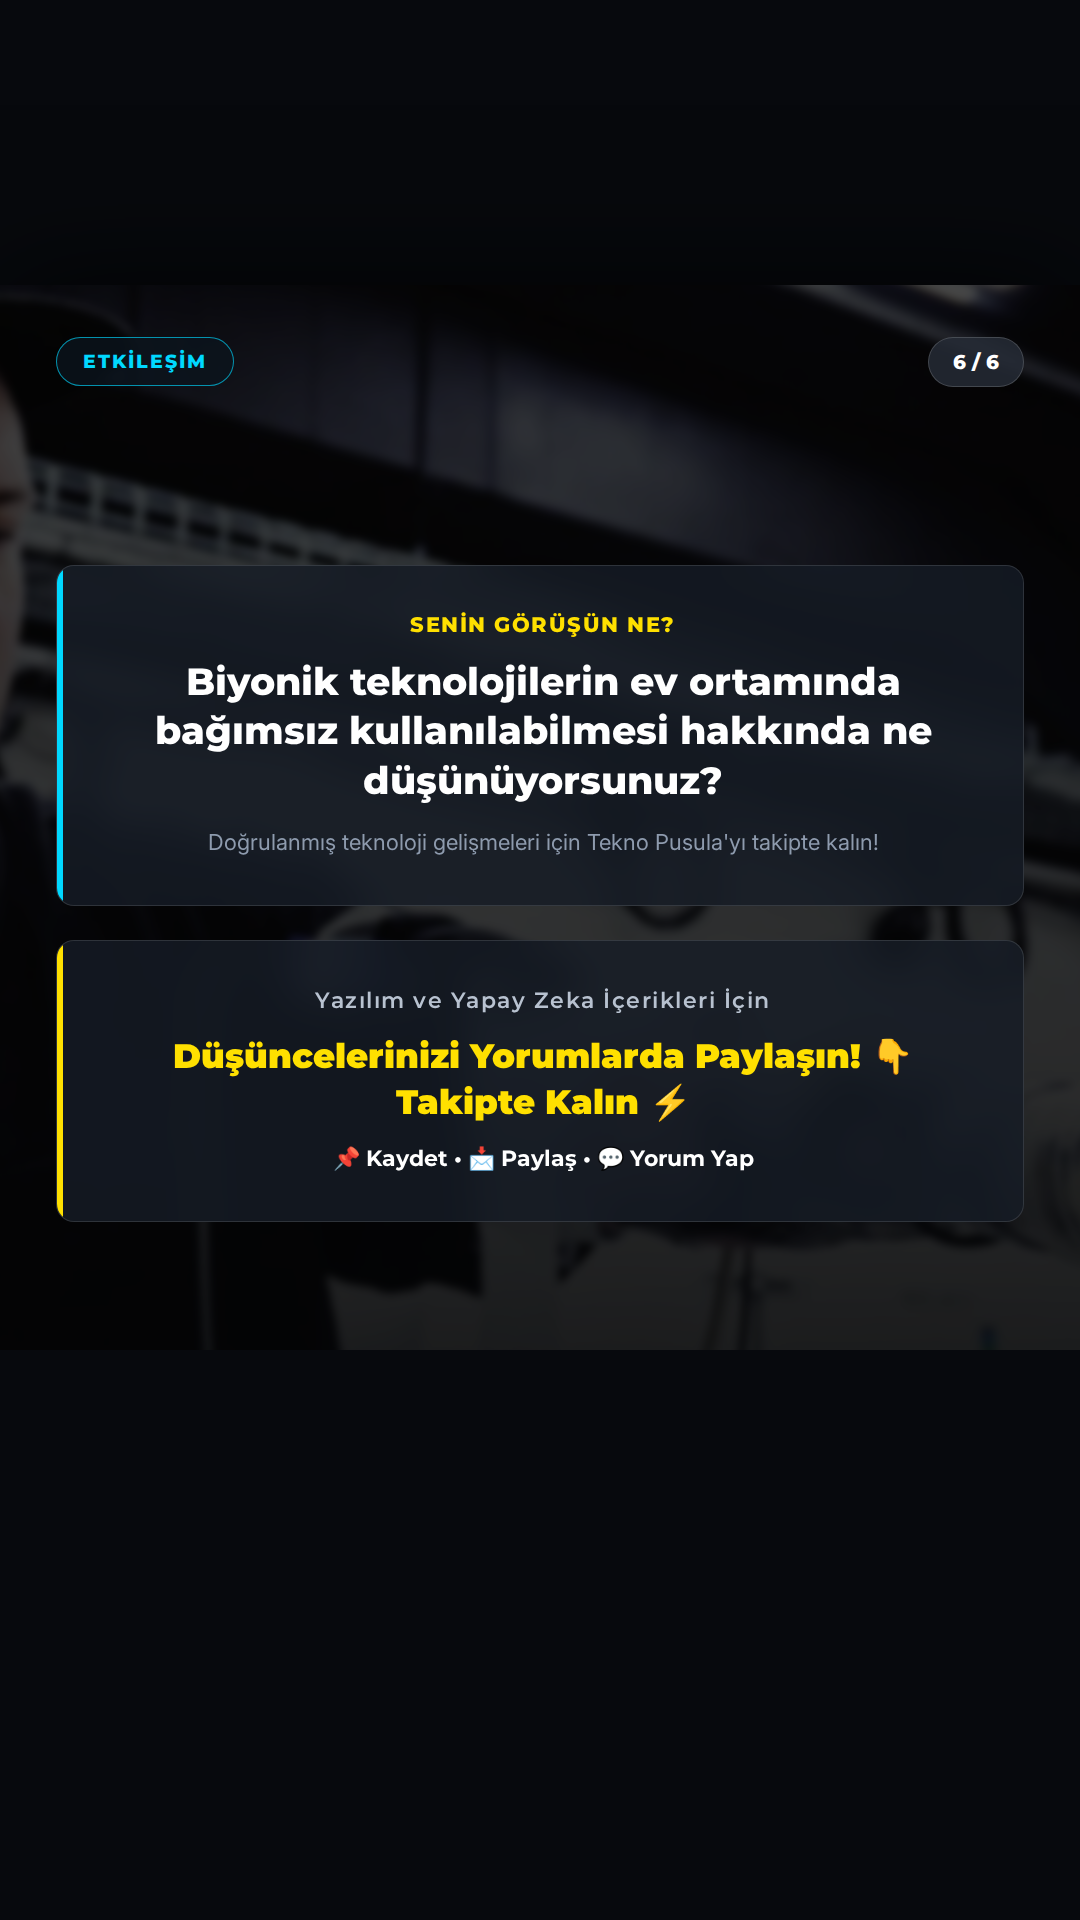 ETKİLEŞİM
6 / 6
SENİN GÖRÜŞÜN NE?
Biyonik teknolojilerin ev ortamında
bağımsız kullanılabilmesi hakkında ne
düşünüyorsunuz?
Doğrulanmış teknoloji gelişmeleri için Tekno Pusula'yı takipte kalın!
Yazılım ve Yapay Zeka İçerikleri İçin
Düşüncelerinizi Yorumlarda Paylaşın! 👇
Takipte Kalın ⚡
📌 Kaydet • 📩 Paylaş • 💬 Yorum Yap